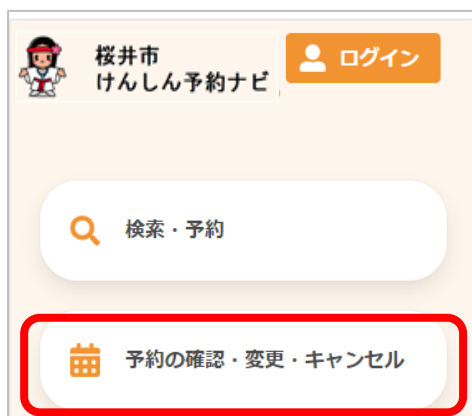 桜井市
けんしん予約ナビ
ログイン
検索・予約
予約の確認・変更・キャンセル